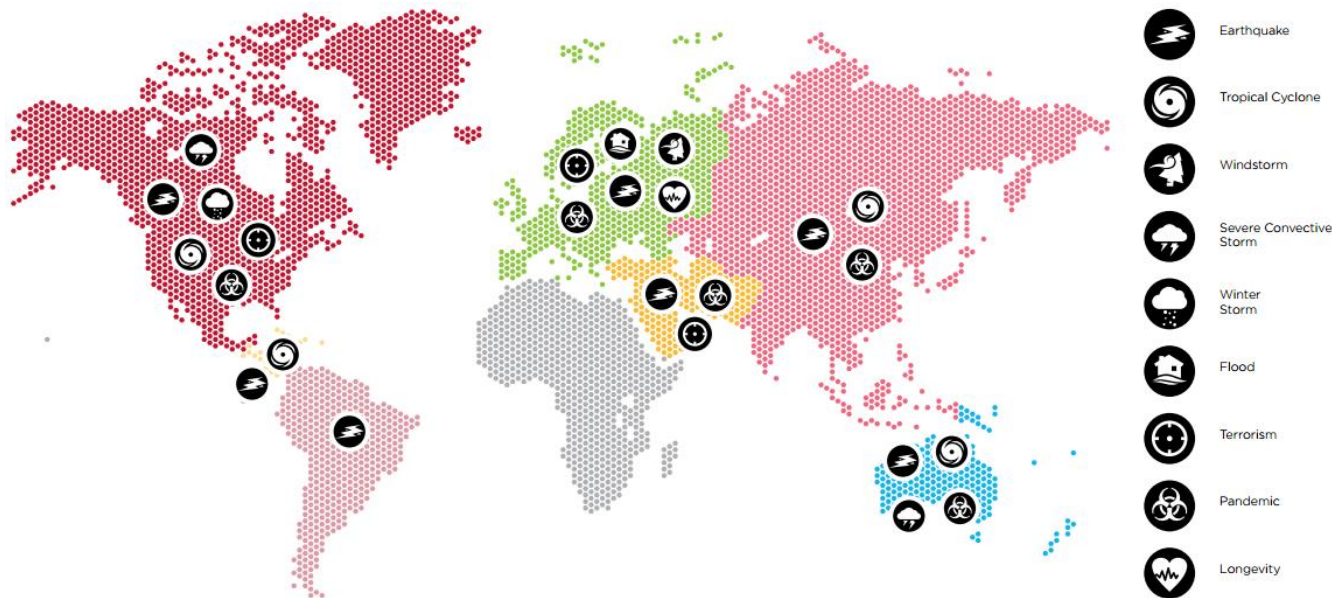 Earthquake
Tropical Cyclone
Windstorm
Severe Convective
Storm
Winter
Storm
Flood
Terrorism
Pandemic
Longevity